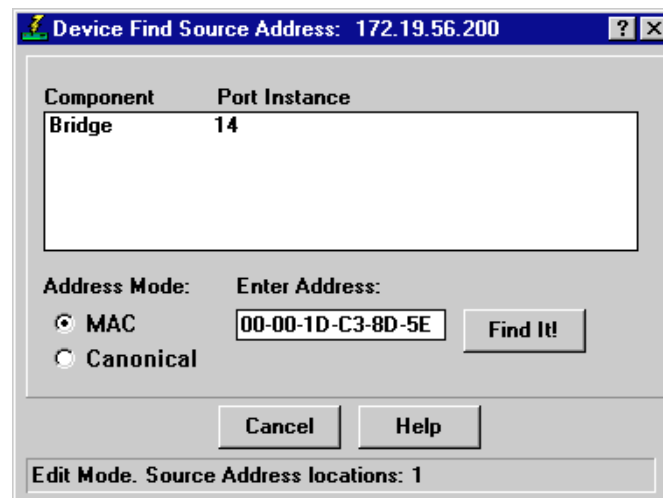 Device Find Source Address: 172.19.56.200 ? X
Component Port Instance
Bridge 14
Address Mode: Enter Address:
MAC 00-00-1D-C3-8D-5E Find It!
Canonical
Cancel Help
Edit Mode. Source Address locations: 1